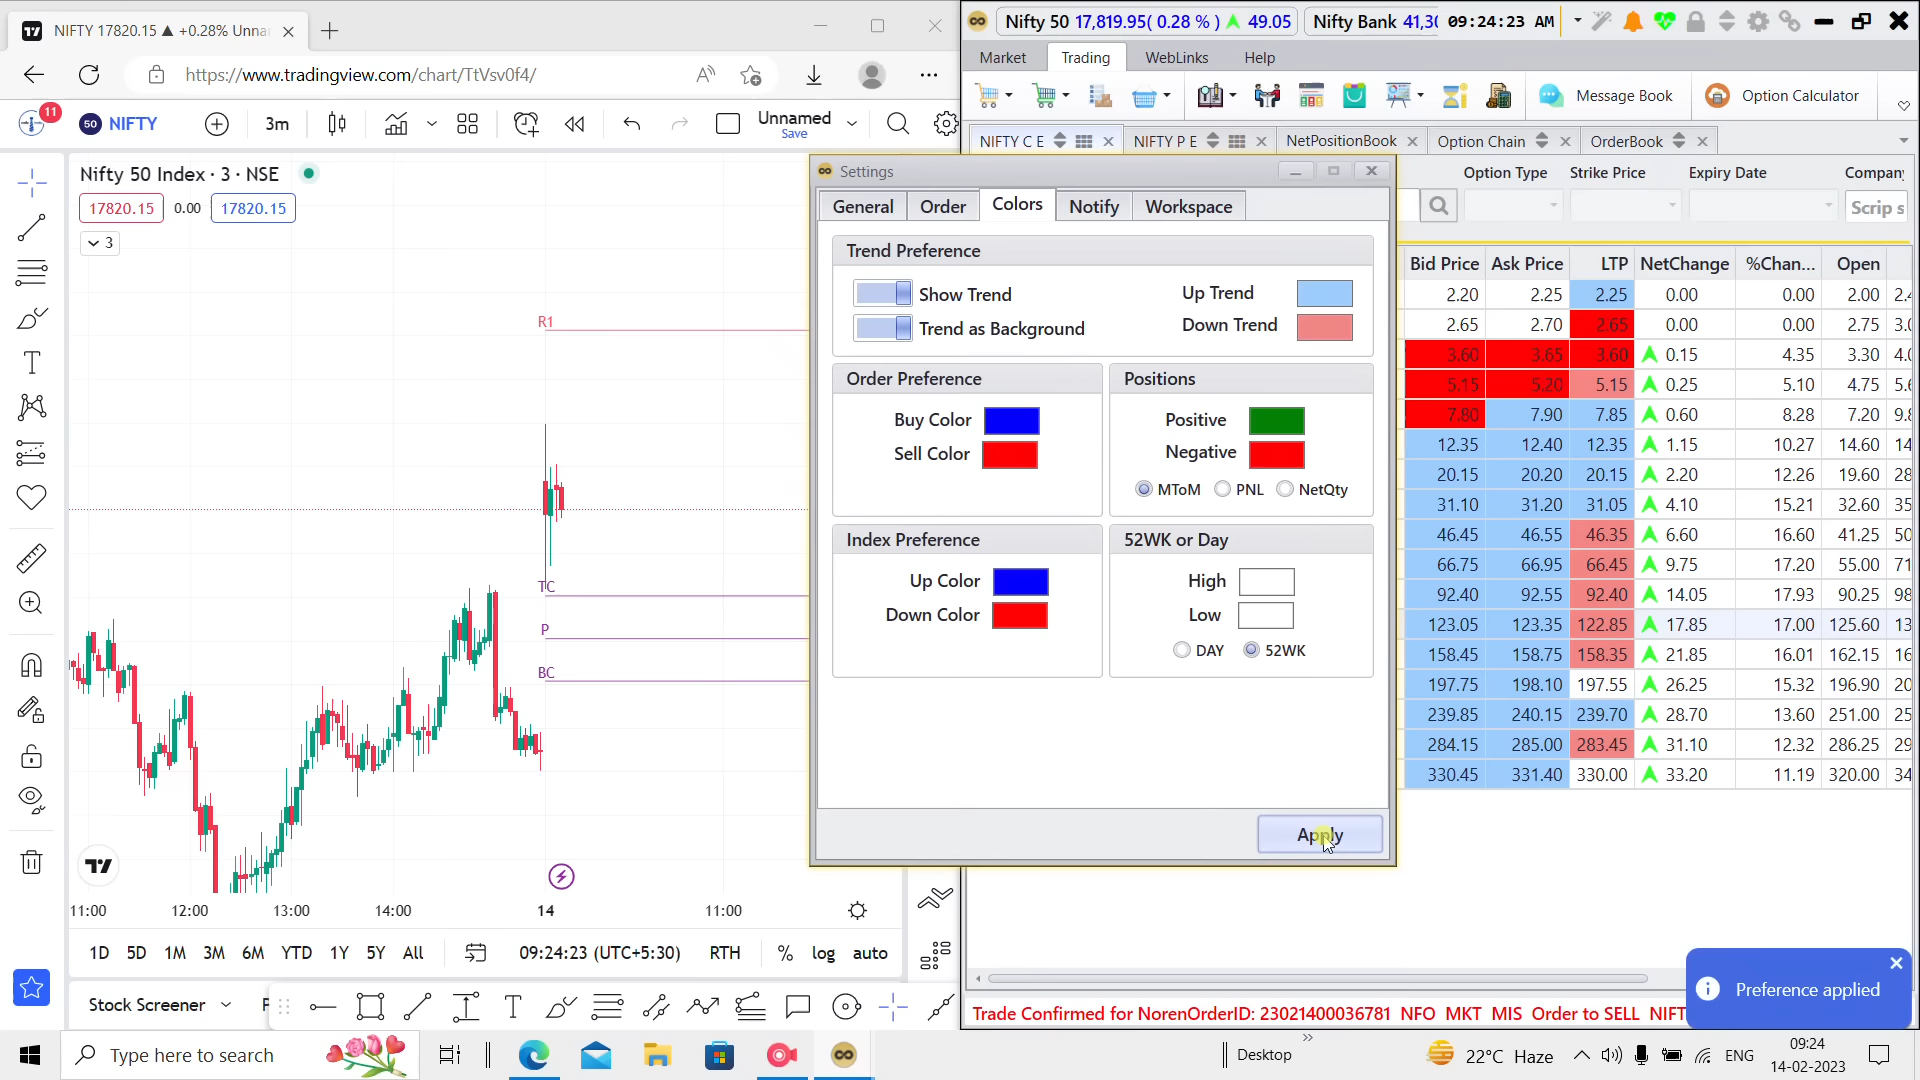 NIFTY 17820.15 ▲ +0.28% Unna
https://www.tradingview.com/chart/TtVsv0f4/
11
50 NIFTY
3m
Unnamed
Save
Nifty 50 Index · 3 · NSE
17820.15 0.00 17820.15
3
R1
TC
P
BC
11:00 12:00 13:00 14:00 14 11:00
1D 5D 1M 3M 6M YTD 1Y 5Y All 09:24:23 (UTC+5:30) RTH % log auto
Stock Screener
Nifty 50 17,819.95( 0.28 % ) 49.05 Nifty Bank 09:24:23 AM
Market Trading WebLinks Help
Message Book Option Calculator
NIFTY C E NIFTY P E NetPositionBook Option Chain OrderBook
Option Type Strike Price Expiry Date
Scrip s
Bid Price Ask Price LTP NetChange %Chan... Open
2.20 2.25 2.25 0.00 0.00 2.00
2.65 2.70 2.65 0.00 0.00 2.75
3.60 3.65 3.60 0.15 4.35 3.30
5.15 5.20 5.15 0.25 5.10 4.75
7.80 7.90 7.85 0.60 8.28 7.20
12.35 12.40 12.35 1.15 10.27 14.60
20.15 20.20 20.15 2.20 12.26 19.60
31.10 31.20 31.05 4.10 15.21 32.60
46.45 46.55 46.35 6.60 16.60 41.25
66.75 66.95 66.45 9.75 17.20 55.00
92.40 92.55 92.40 14.05 17.93 90.25
123.05 123.35 122.85 17.85 17.00 125.60
158.45 158.75 158.35 21.85 16.01 162.15
197.75 198.10 197.55 26.25 15.32 196.90
239.85 240.15 239.70 28.70 13.60 251.00
284.15 285.00 283.45 31.10 12.32 286.25
330.45 331.40 330.00 33.20 11.19 320.00
Settings
General Order Colors Notify Workspace
Trend Preference
Show Trend Up Trend
Trend as Background Down Trend
Order Preference
Buy Color
Sell Color
Positions
Positive
Negative
MToM PNL NetQty
Index Preference
Up Color
Down Color
52WK or Day
High
Low
DAY 52WK
Apply
Preference applied
Trade Confirmed for NorenOrderID: 23021400036781 NFO MKT MIS Order to SELL NIFT
Type here to search
Desktop
22°C Haze
ENG
09:24
14-02-2023